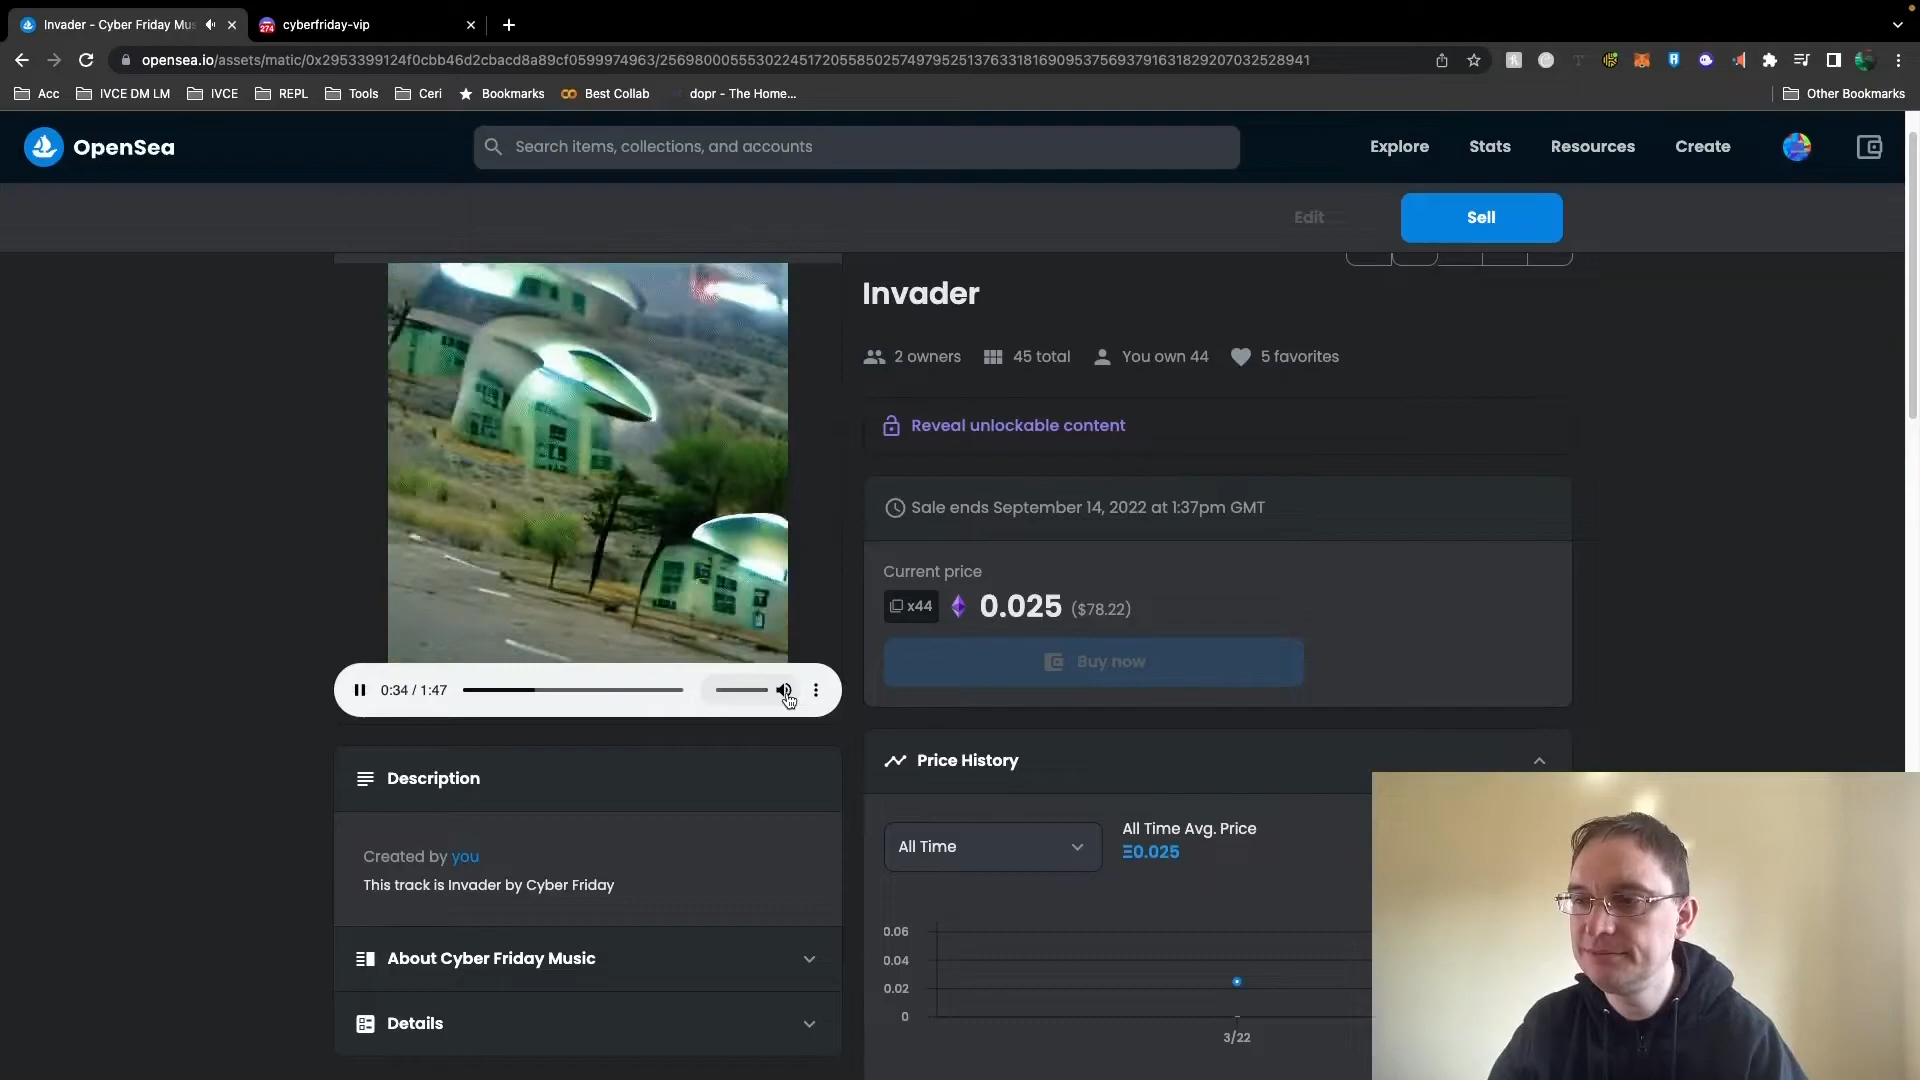 Invader - Cyber Friday Mus
274
cyberfriday-vip
opensea.io/assets/matic/0x2953399124f0cbb46d2cbacd8a89cf0599974963/25698000555302245172055850257497952513763318169095375693791631829207032528941
Acc
IVCE DM LM
IVCE
REPL
Tools
Ceri
Bookmarks
Best Collab
dopr - The Home...
Other Bookmarks
OpenSea
Search items, collections, and accounts
Explore
Stats
Resources
Create
Edit
Sell
Invader
2 owners
45 total
You own 44
5 favorites
Reveal unlockable content
Sale ends September 14, 2022 at 1:37pm GMT
Current price
x44
0.025 ($78.22)
Buy now
0:34 / 1:47
Description
Created by you
This track is Invader by Cyber Friday
About Cyber Friday Music
Details
Price History
All Time
All Time Avg. Price
Ξ0.025
0.06
0.04
0.02
0
3/22